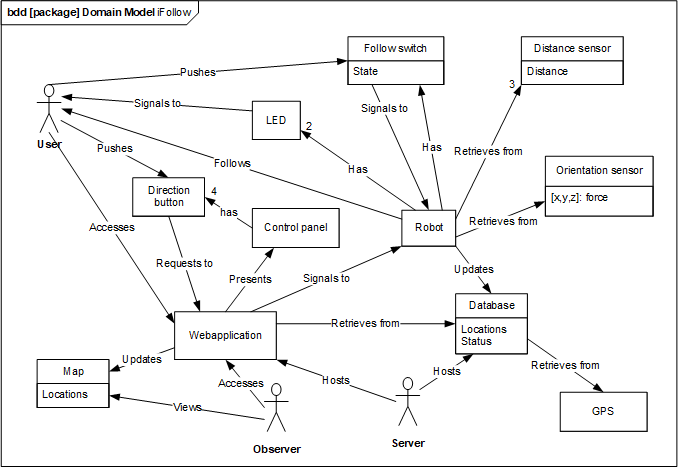 bdd [package] Domain Model iFollow
Follow switch
State
Distance sensor
Distance
3
Pushes
Signals to
LED
2
Signals to
User
Pushes
Follows
Has
Has
Retrieves from
Orientation sensor
[x,y,z]: force
Direction
button
4
has
Control panel
Robot
Retrieves from
Accesses
Requests to
Presents
Signals to
Updates
Database
Locations
Status
Webapplication
Retrieves from
Updates
Map
Locations
Accesses
Hosts
Hosts
Retrieves from
Views
GPS
Observer
Server